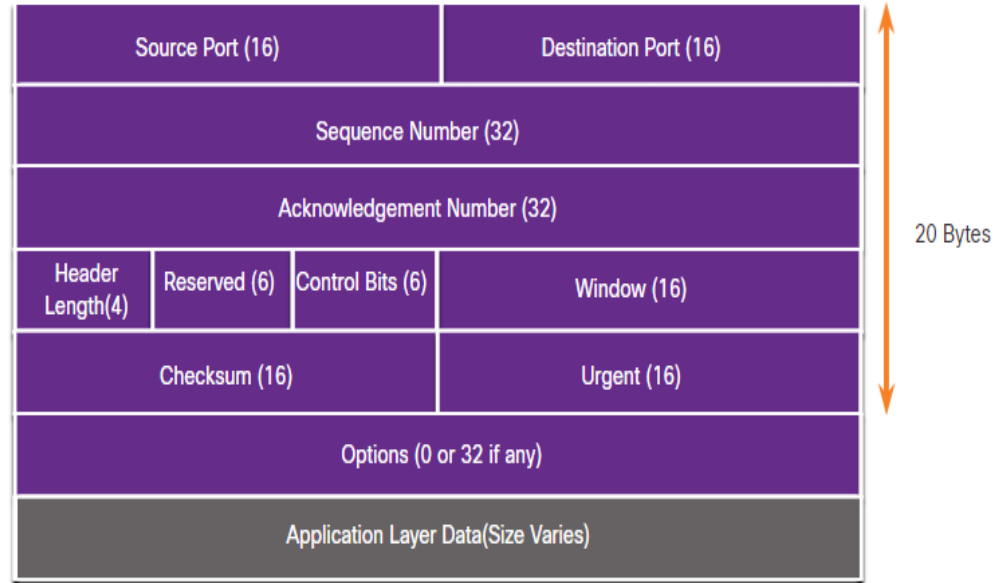 Source Port (16)
Destination Port (16)
Sequence Number (32)
Acknowledgement Number (32)
20 Bytes
Header
Length(4)
Reserved (6)
Control Bits (6)
Window (16)
Checksum (16)
Urgent (16)
Options (0 or 32 if any)
Application Layer Data(Size Varies)